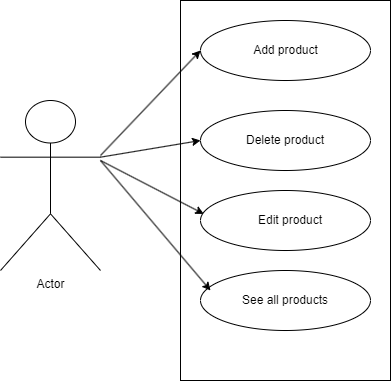 Add product
Delete product
Edit product
See all products
Actor